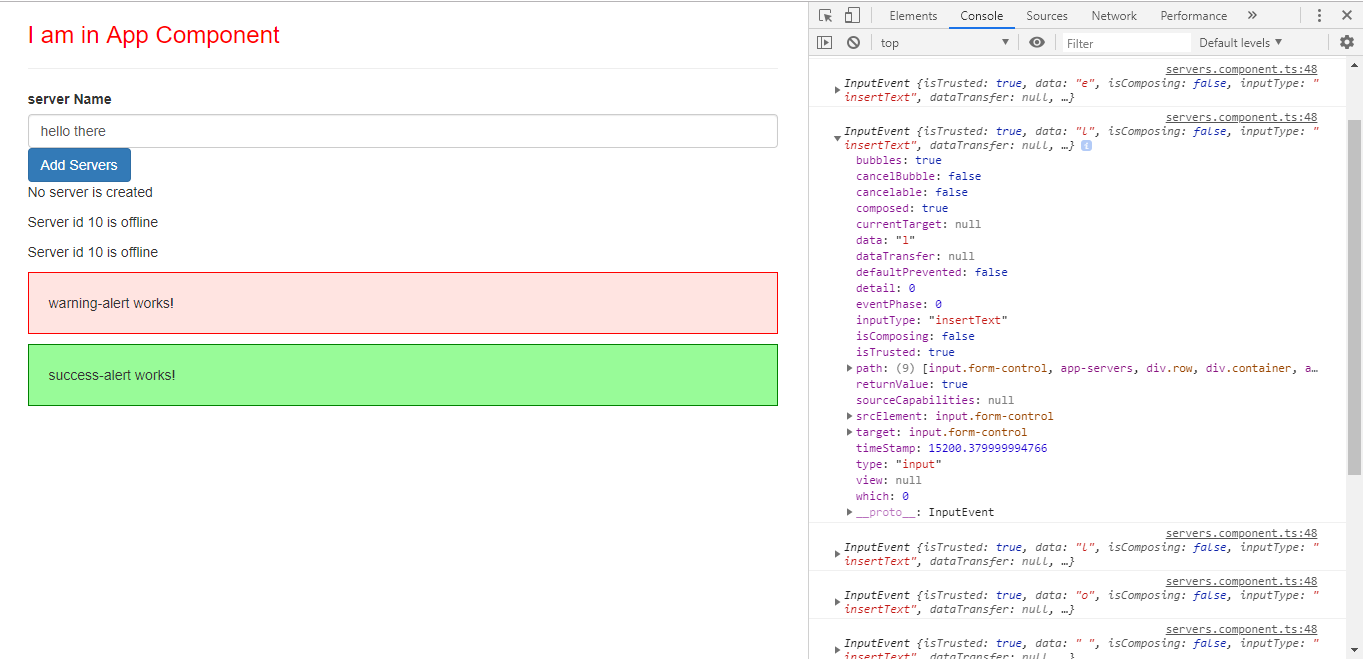 I am in App Component
server Name
hello there
Add Servers
No server is created
Server id 10 is offline
Server id 10 is offline
warning-alert works!
success-alert works!
Elements Console Sources Network Performance »
top Filter Default levels
servers.component.ts:48
InputEvent {isTrusted: true, data: "e", isComposing: false, inputType: "
insertText", dataTransfer: null, …}
servers.component.ts:48
InputEvent {isTrusted: true, data: "l", isComposing: false, inputType: "
insertText", dataTransfer: null, …} i
bubbles: true
cancelBubble: false
cancelable: false
composed: true
currentTarget: null
data: "l"
dataTransfer: null
defaultPrevented: false
detail: 0
eventPhase: 0
inputType: "insertText"
isComposing: false
isTrusted: true
path: (9) [input.form-control, app-servers, div.row, div.container, a…
returnValue: true
sourceCapabilities: null
srcElement: input.form-control
target: input.form-control
timeStamp: 15200.379999994766
type: "input"
view: null
which: 0
__proto__: InputEvent
servers.component.ts:48
InputEvent {isTrusted: true, data: "l", isComposing: false, inputType: "
insertText", dataTransfer: null, …}
servers.component.ts:48
InputEvent {isTrusted: true, data: "o", isComposing: false, inputType: "
insertText", dataTransfer: null, …}
servers.component.ts:48
InputEvent {isTrusted: true, data: " ", isComposing: false, inputType: "
insertText", dataTransfer: null, …}